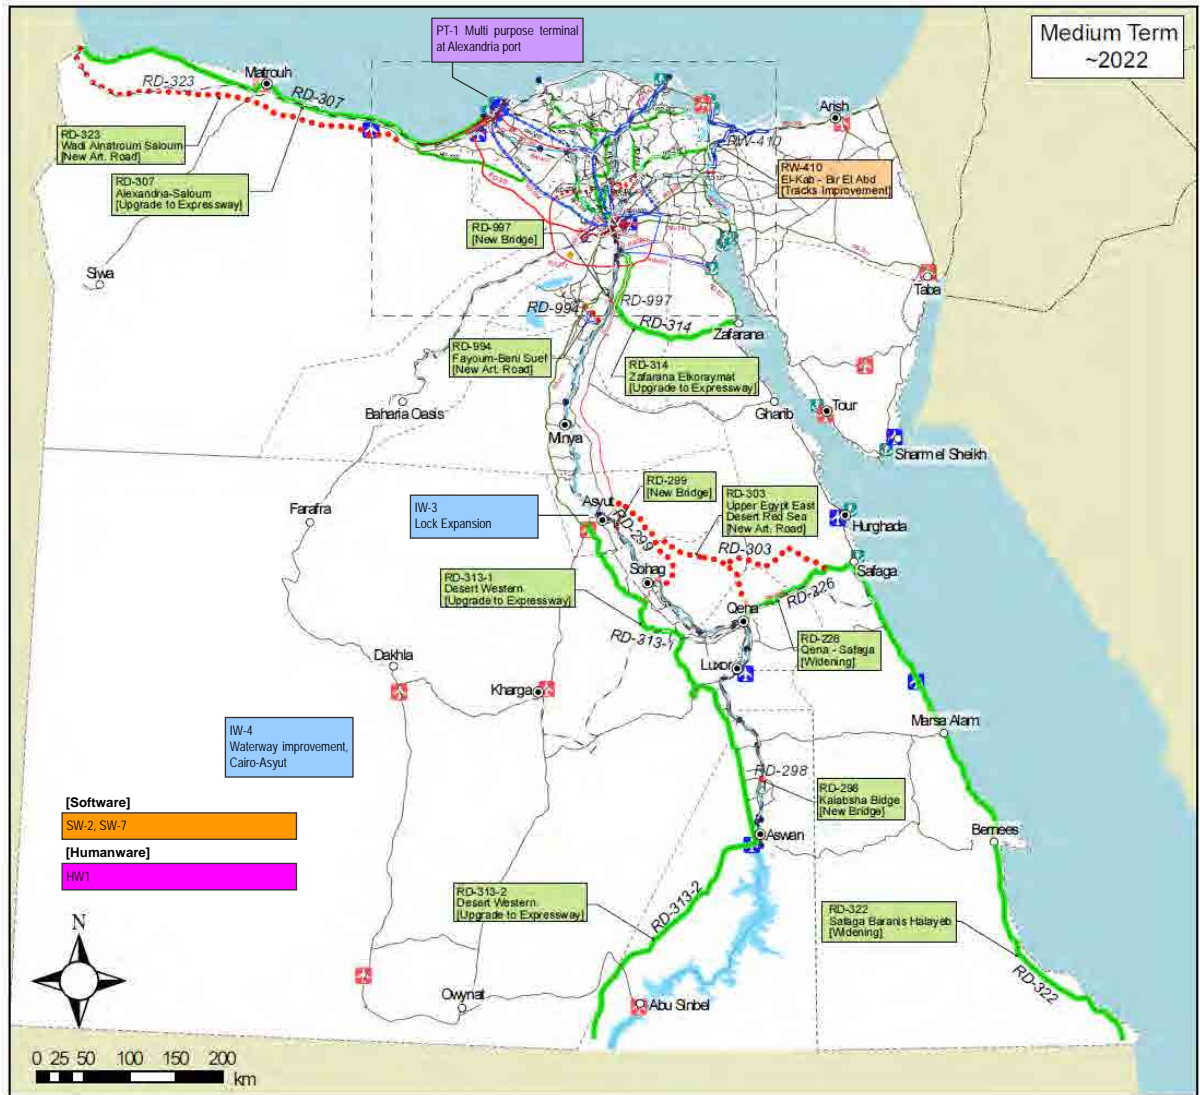 Medium Term
~2022
PT-1 Multi purpose terminal
at Alexandria port
RD-323
Matrouh
RD-307
Arish
RW-410
RD-323
Wadi Alnatroum Saloum
[New Art. Road]
RD-307
Alexandria-Saloum
[Upgrade to Expressway]
RW-410
El-Kab - Bir El Abd
[Tracks Improvement]
RD-997
[New Bridge]
Siwa
Taba
RD-997
RD-994
RD-314
Zafarana
RD-994
Fayoum-Beni Suef
[New Art. Road]
RD-314
Zafarana Elkoraymat
[Upgrade to Expressway]
Baharia Oasis
Gharib
Tour
Minya
Sharm el Sheikh
RD-299
[New Bridge]
RD-303
Upper Egypt East
Desert Red Sea
[New Art. Road]
IW-3
Lock Expansion
Asyut
Farafra
RD-299
Hurghada
RD-303
Sohag
Safaga
RD-313-1
Desert Western
[Upgrade to Expressway]
RD-226
Qena
RD-313-1
RD-226
Qena - Safaga
[Widening]
Dakhla
Luxor
Kharga
Marsa Alam
IW-4
Waterway improvement,
Cairo-Asyut
RD-298
RD-298
Kalabsha Bidge
[New Bridge]
[Software]
SW-2, SW-7
Aswan
Bernees
[Humanware]
HW1
RD-313-2
Desert Western
[Upgrade to Expressway]
RD-313-2
RD-322
Safaga Baranis Halayeb
[Widening]
N
RD-322
Owynat
Abu Simbel
0 25 50 100 150 200
km